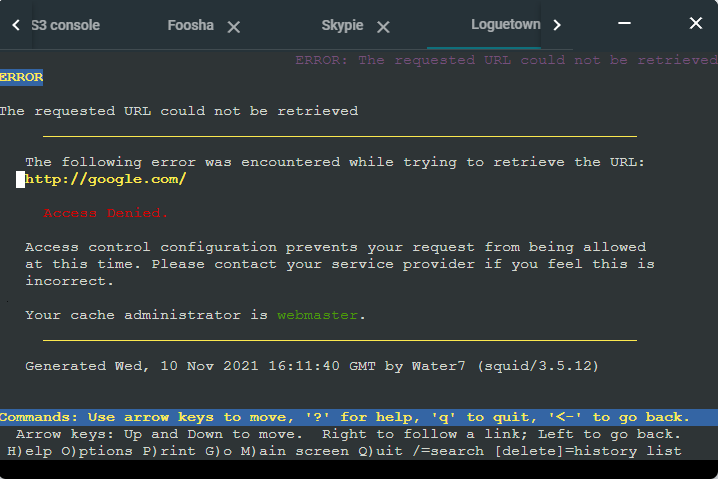 S3 console Foosha Skypie Loguetown
ERROR: The requested URL could not be retrieved
ERROR
The requested URL could not be retrieved
The following error was encountered while trying to retrieve the URL:
http://google.com/
Access Denied.
Access control configuration prevents your request from being allowed
at this time. Please contact your service provider if you feel this is
incorrect.
Your cache administrator is webmaster.
Generated Wed, 10 Nov 2021 16:11:40 GMT by Water7 (squid/3.5.12)
Commands: Use arrow keys to move, '?' for help, 'q' to quit, '<-' to go back.
Arrow keys: Up and Down to move. Right to follow a link; Left to go back.
H)elp O)ptions P)rint G)o M)ain screen Q)uit /=search [delete]=history list